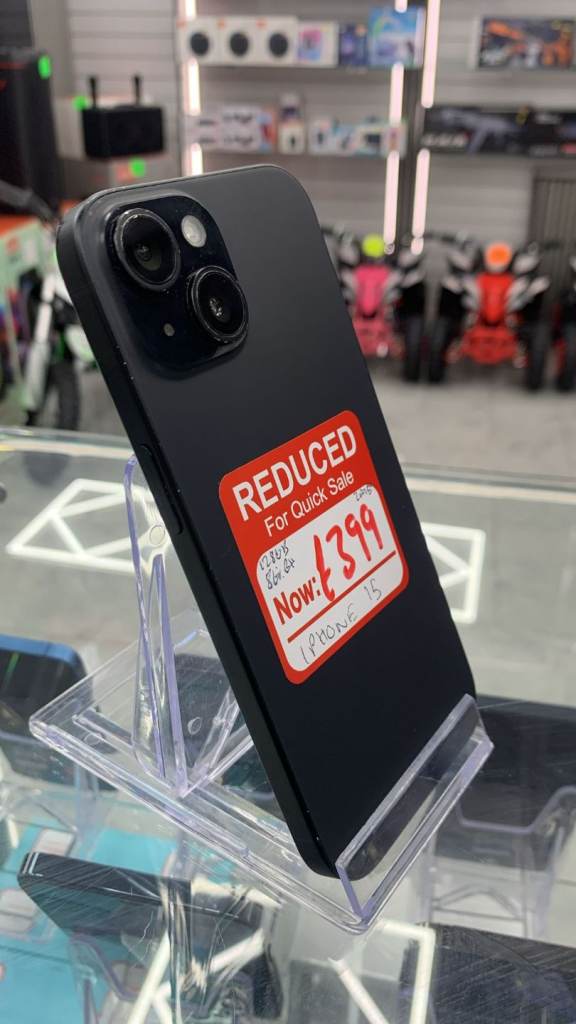 REDUCED
For Quick Sale
128GB
Now: £399
IPHONE 15